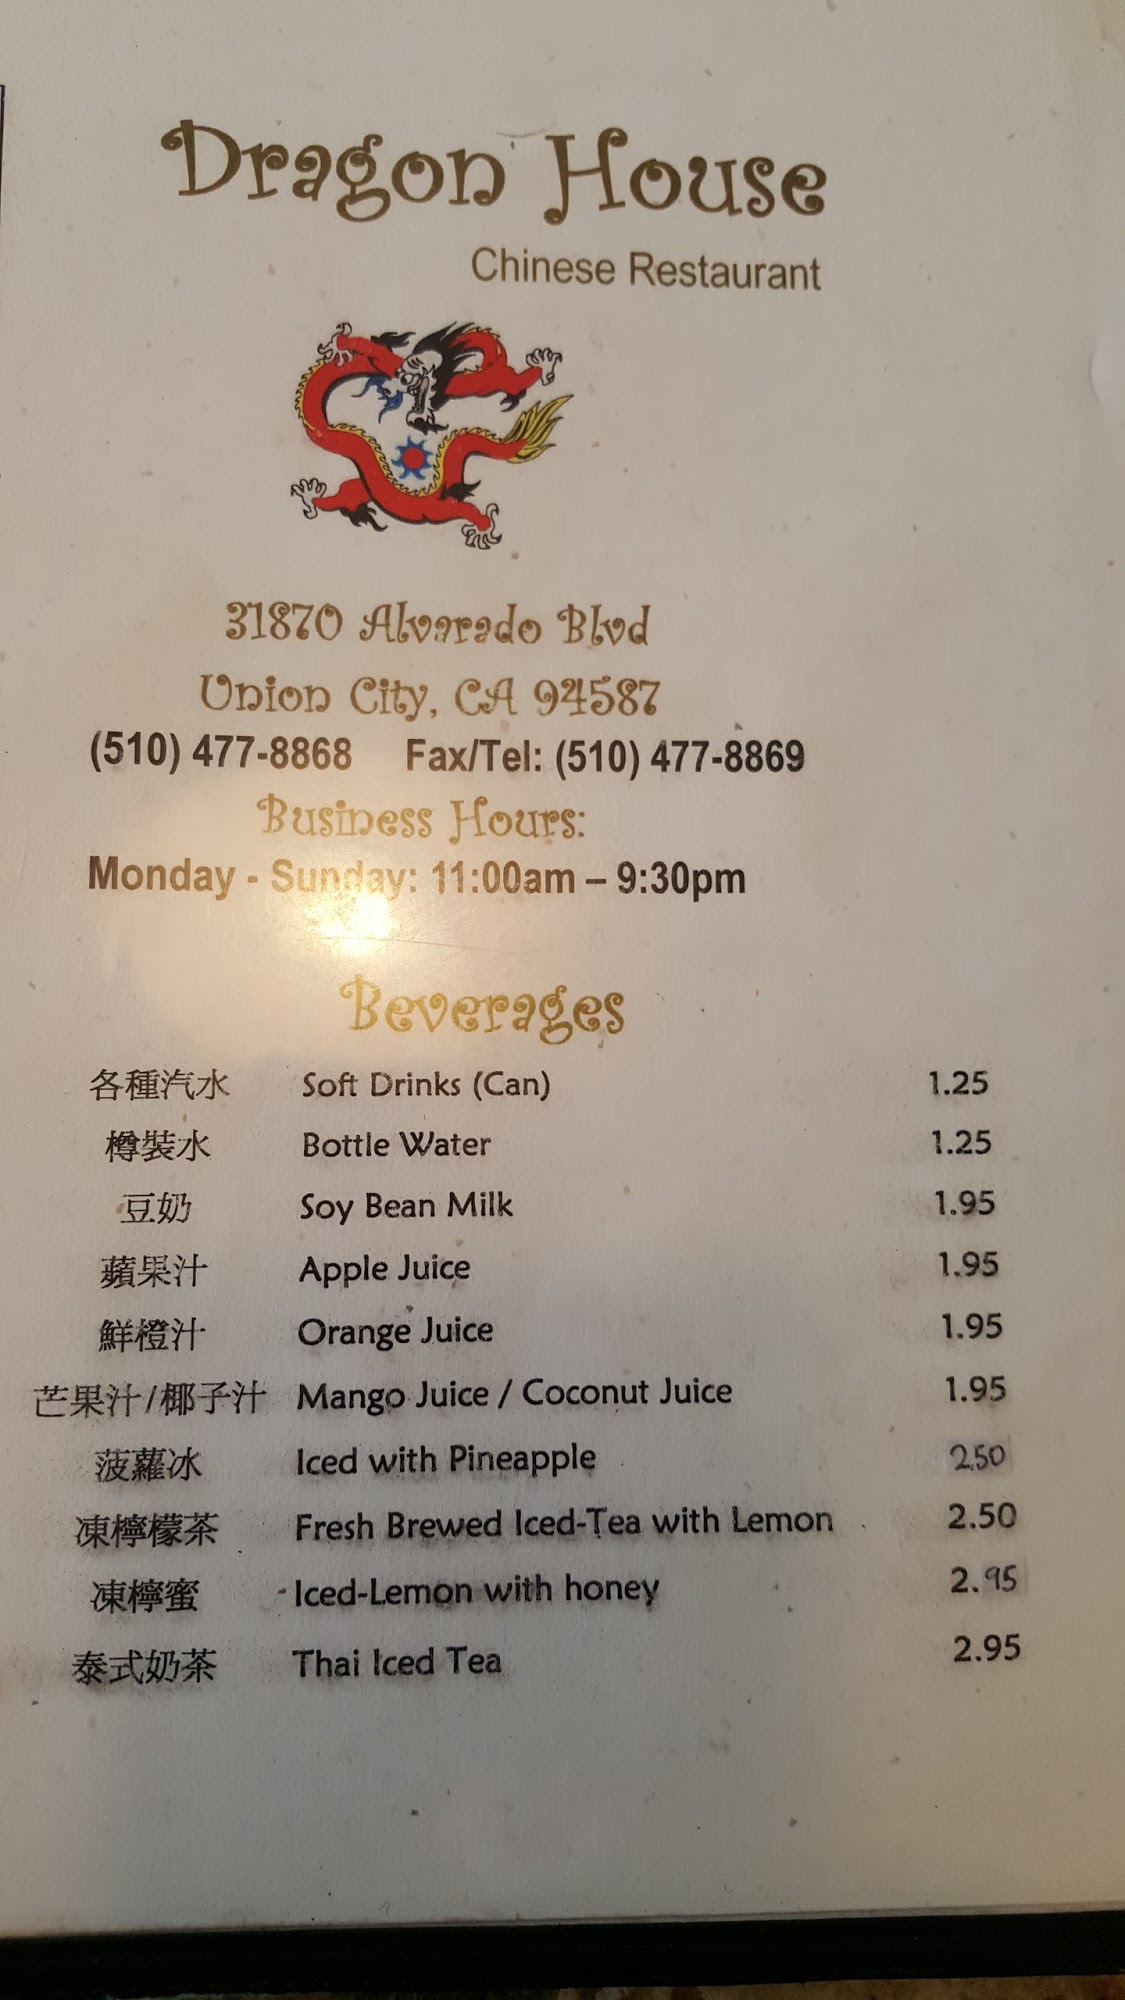 Dragon House
Chinese Restaurant
31870 Alvarado Blvd
Union City, CA 94587
(510) 477-8868 Fax/Tel: (510) 477-8869
Business Hours:
Monday - Sunday: 11:00am – 9:30pm
Beverages
各種汽水 Soft Drinks (Can) 1.25
樽裝水 Bottle Water 1.25
豆奶 Soy Bean Milk 1.95
蘋果汁 Apple Juice 1.95
鮮橙汁 Orange Juice 1.95
芒果汁/椰子汁 Mango Juice / Coconut Juice 1.95
菠蘿冰 Iced with Pineapple 2.50
凍檸檬茶 Fresh Brewed Iced-Tea with Lemon 2.50
凍檸蜜 Iced-Lemon with honey 2.95
泰式奶茶 Thai Iced Tea 2.95